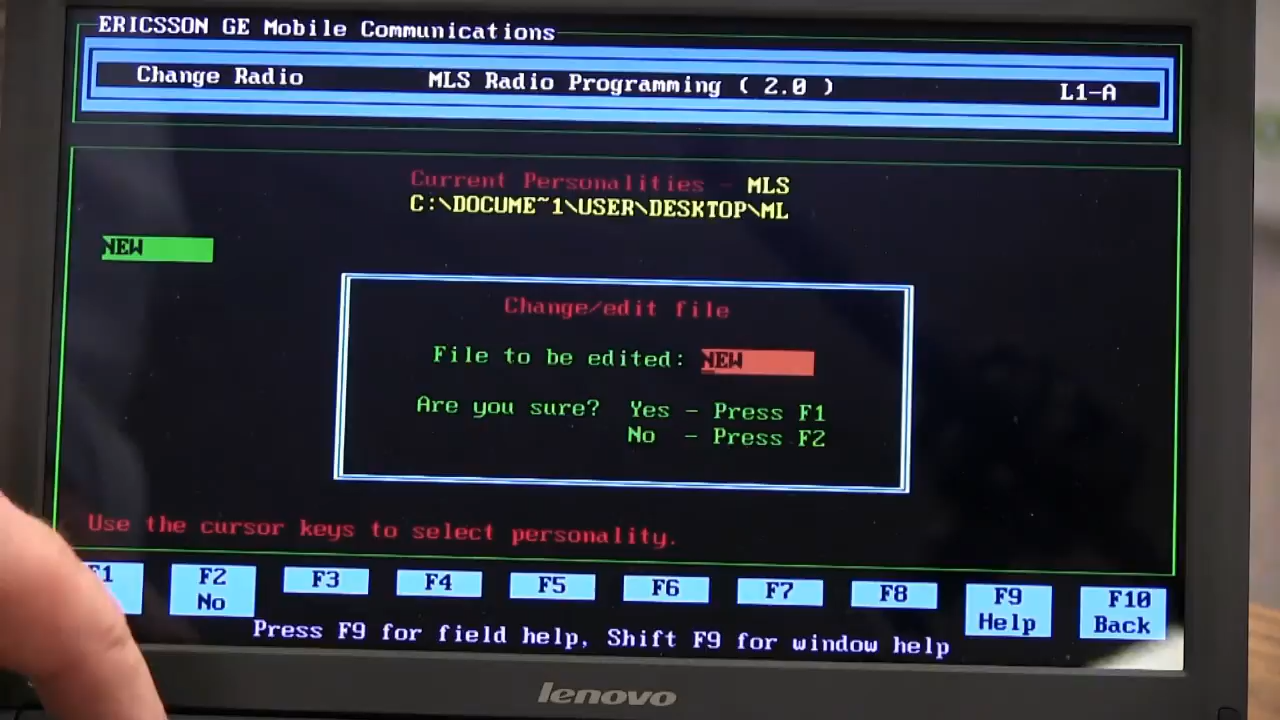 ERICSSON GE Mobile Communications
Change Radio MLS Radio Programming ( 2.0 ) L1-A
Current Personalities - MLS
C:\DOCUME~1\USER\DESKTOP\ML
NEW
Change/edit file
File to be edited: NEW
Are you sure? Yes - Press F1
No - Press F2
Use the cursor keys to select personality.
F1 F2 F3 F4 F5 F6 F7 F8 F9 F10
No Help Back
Press F9 for field help, Shift F9 for window help
lenovo